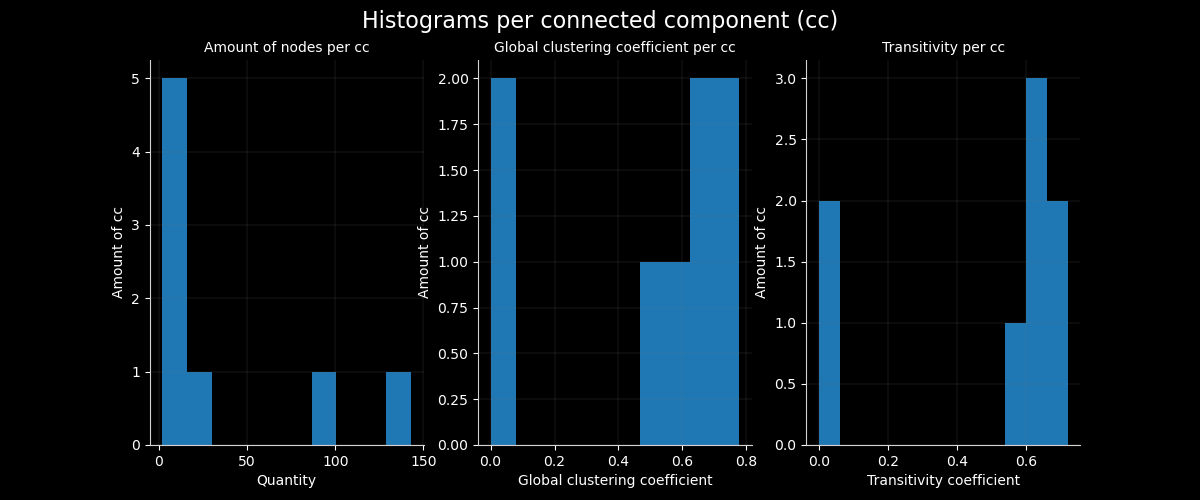 Histograms per connected component (cc)
Amount of nodes per cc
5
4
3
2
1
0
Amount of cc
0 50 100 150
Quantity
Global clustering coefficient per cc
2.00
1.75
1.50
1.25
1.00
0.75
0.50
0.25
0.00
Amount of cc
0.0 0.2 0.4 0.6 0.8
Global clustering coefficient
Transitivity per cc
3.0
2.5
2.0
1.5
1.0
0.5
0.0
Amount of cc
0.0 0.2 0.4 0.6
Transitivity coefficient